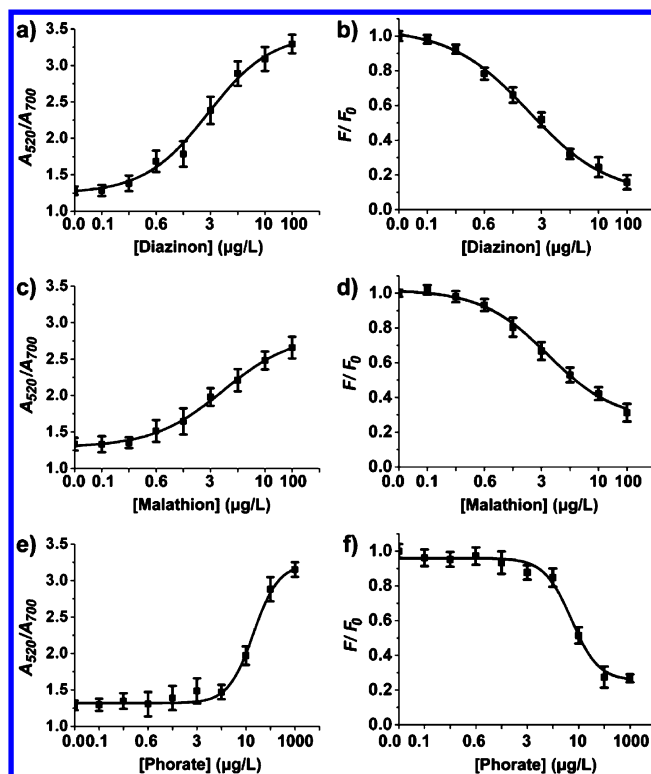 a)
3.5
3.0
2.5
2.0
1.5
1.0
A520/A700
0.0 0.1 0.6 3 10 100
[Diazinon] (μg/L)
b)
1.0
0.8
0.6
0.4
0.2
0.0
F/ F0
0.0 0.1 0.6 3 10 100
[Diazinon] (μg/L)
c)
3.5
3.0
2.5
2.0
1.5
1.0
A520/A700
0.0 0.1 0.6 3 10 100
[Malathion] (μg/L)
d)
1.0
0.8
0.6
0.4
0.2
0.0
F/ F0
0.0 0.1 0.6 3 10 100
[Malathion] (μg/L)
e)
3.5
3.0
2.5
2.0
1.5
1.0
A520/A700
0.00.1 0.6 3 10 1000
[Phorate] (μg/L)
f)
1.0
0.8
0.6
0.4
0.2
0.0
F/ F0
0.0 0.1 0.6 3 10 1000
[Phorate] (μg/L)